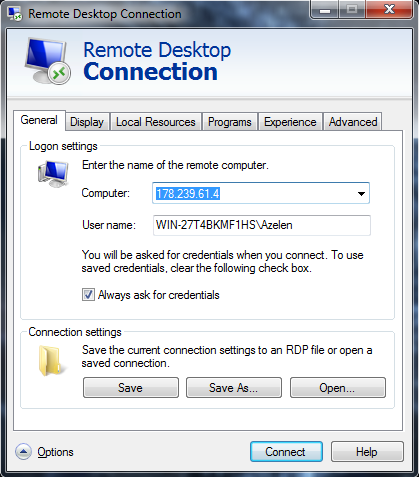 Remote Desktop Connection
Remote Desktop
Connection
General Display Local Resources Programs Experience Advanced
Logon settings
Enter the name of the remote computer.
Computer: 178.239.61.4
User name: WIN-27T4BKMF1HS\Azelen
You will be asked for credentials when you connect. To use
saved credentials, clear the following check box.
Always ask for credentials
Connection settings
Save the current connection settings to an RDP file or open a
saved connection.
Save Save As... Open...
Options Connect Help